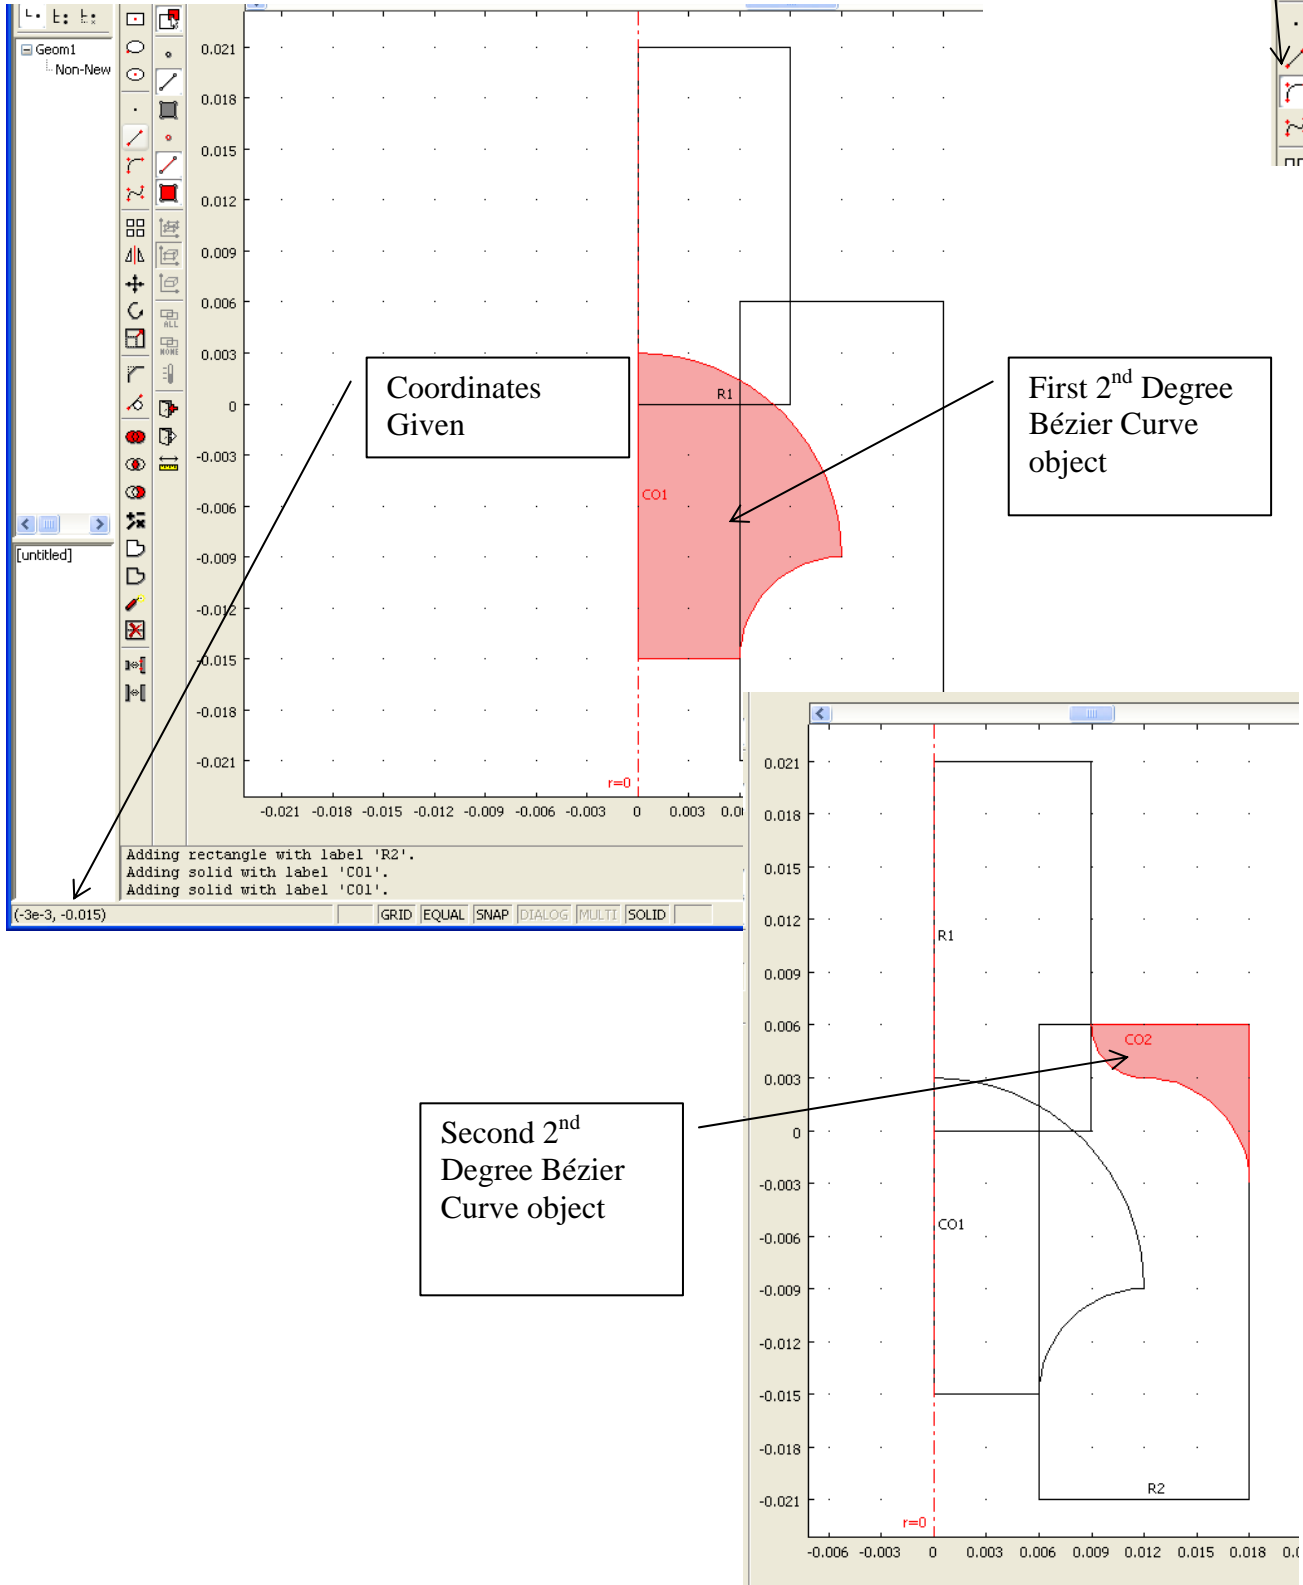 Geom1
Non-New
[untitled]
0.021
0.018
0.015
0.012
0.009
0.006
0.003
0
-0.003
-0.006
-0.009
-0.012
-0.015
-0.018
-0.021
ALL
NONE
R1
CO1
r=0
-0.021 -0.018 -0.015 -0.012 -0.009 -0.006 -0.003 0 0.003 0.0
Coordinates
Given
First 2nd Degree
Bézier Curve
object
Adding rectangle with label 'R2'.
Adding solid with label 'CO1'.
Adding solid with label 'CO1'.
(-3e-3, -0.015)
GRID EQUAL SNAP DIALOG MULTI SOLID
0.021
0.018
0.015
0.012
0.009
0.006
0.003
0
-0.003
-0.006
-0.009
-0.012
-0.015
-0.018
-0.021
R1
CO2
CO1
R2
r=0
-0.006 -0.003 0 0.003 0.006 0.009 0.012 0.015 0.018 0.0
Second 2nd
Degree Bézier
Curve object